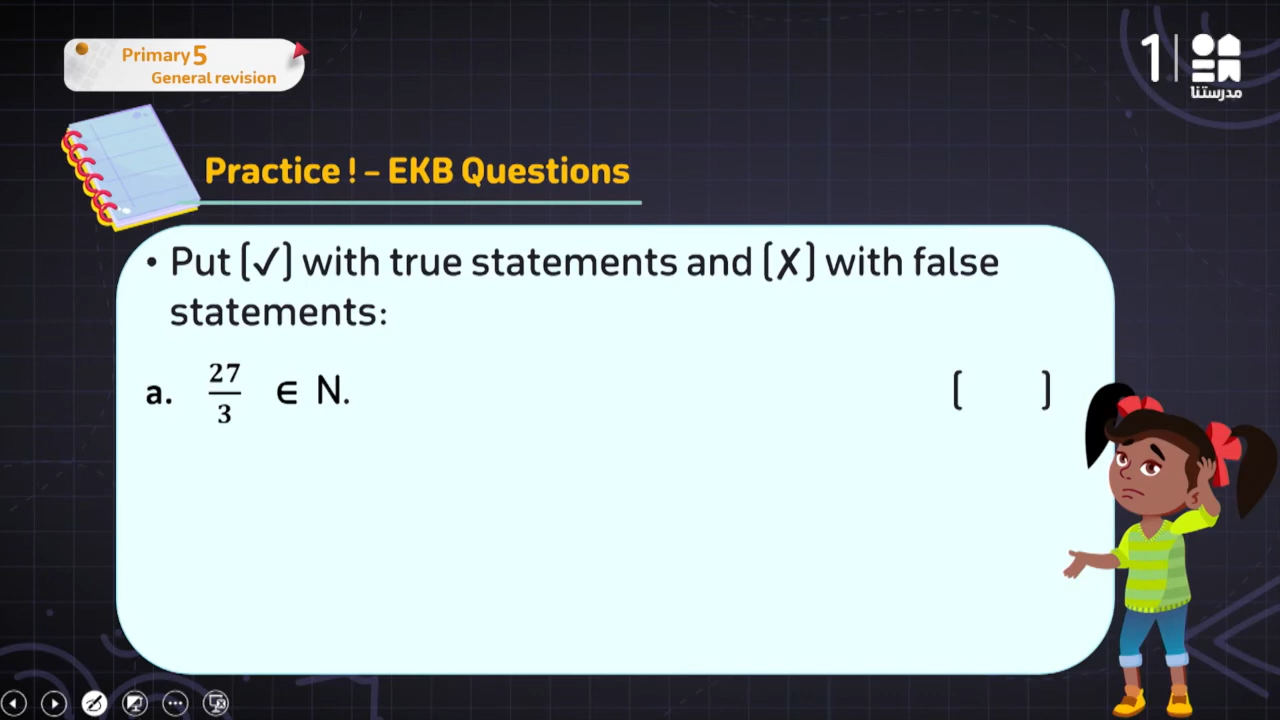 Primary 5
General revision
1
مدرستنا
Practice ! – EKB Questions
• Put [✓] with true statements and [✗] with false
statements:
a. 27/3 ∈ N. [ ]